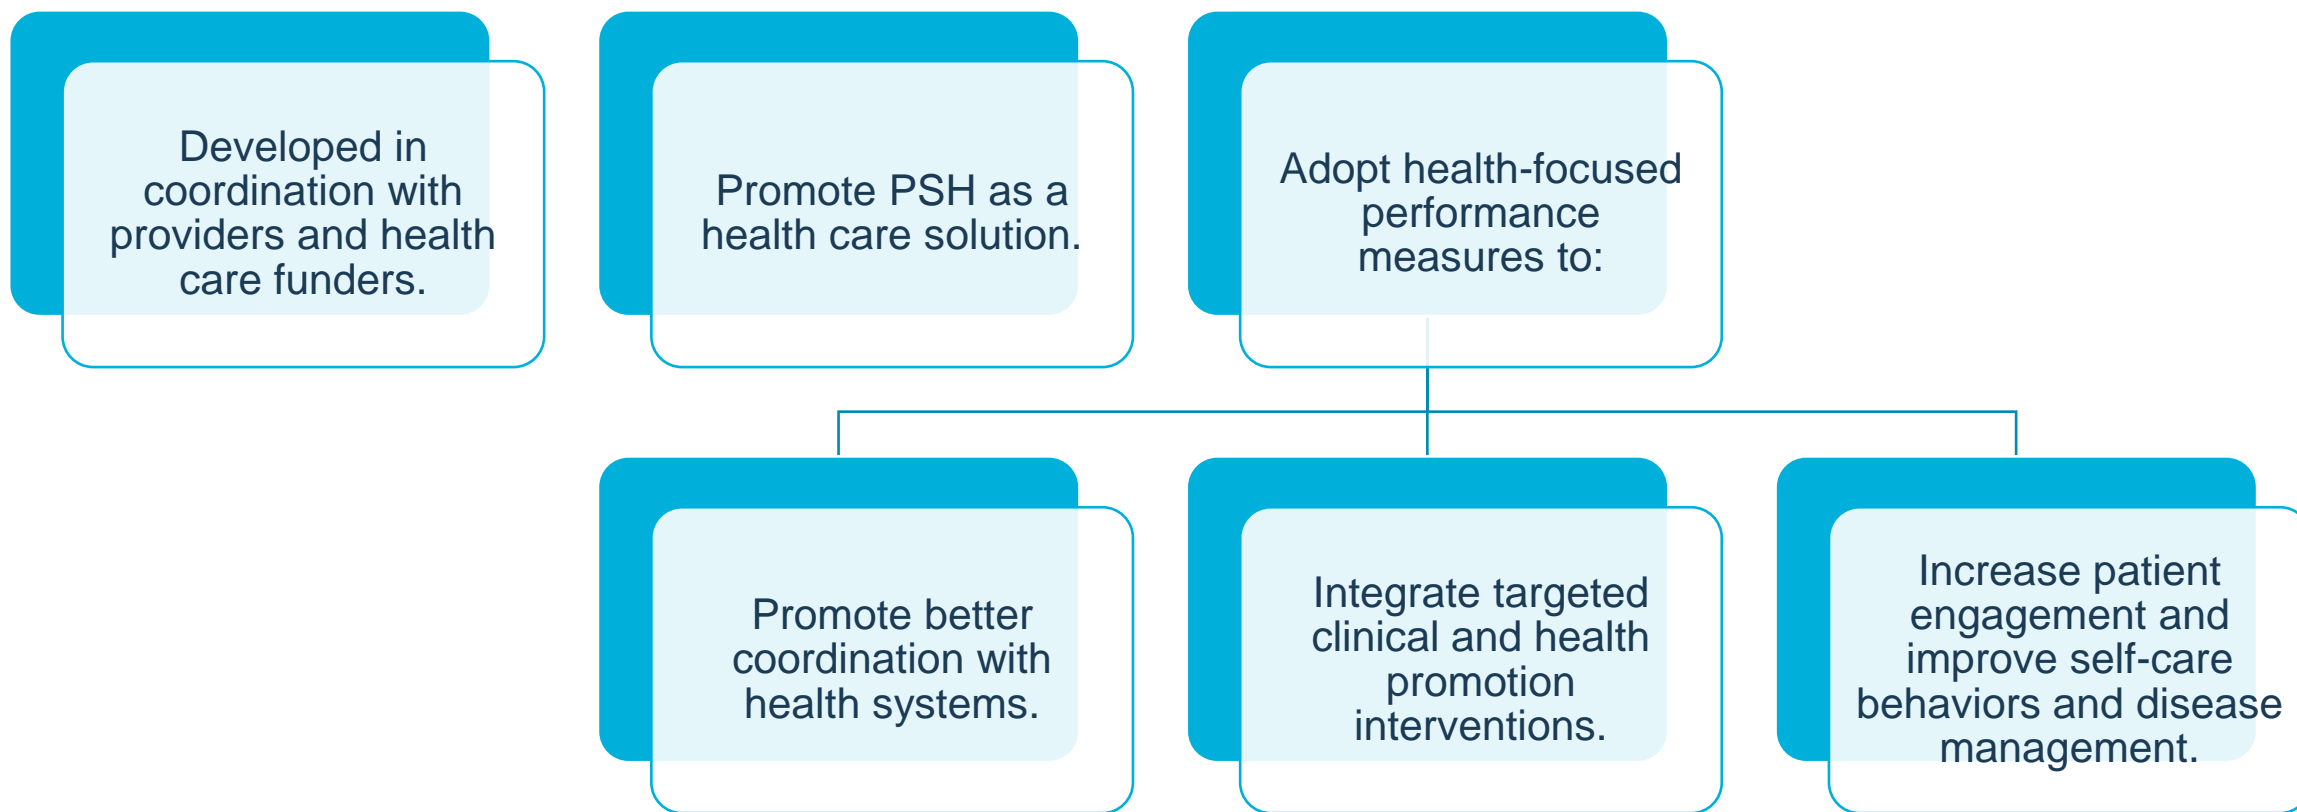 Developed in
coordination with
providers and health
care funders.
Promote PSH as a
health care solution.
Adopt health-focused
performance
measures to:
Promote better
coordination with
health systems.
Integrate targeted
clinical and health
promotion
interventions.
Increase patient
engagement and
improve self-care
behaviors and disease
management.